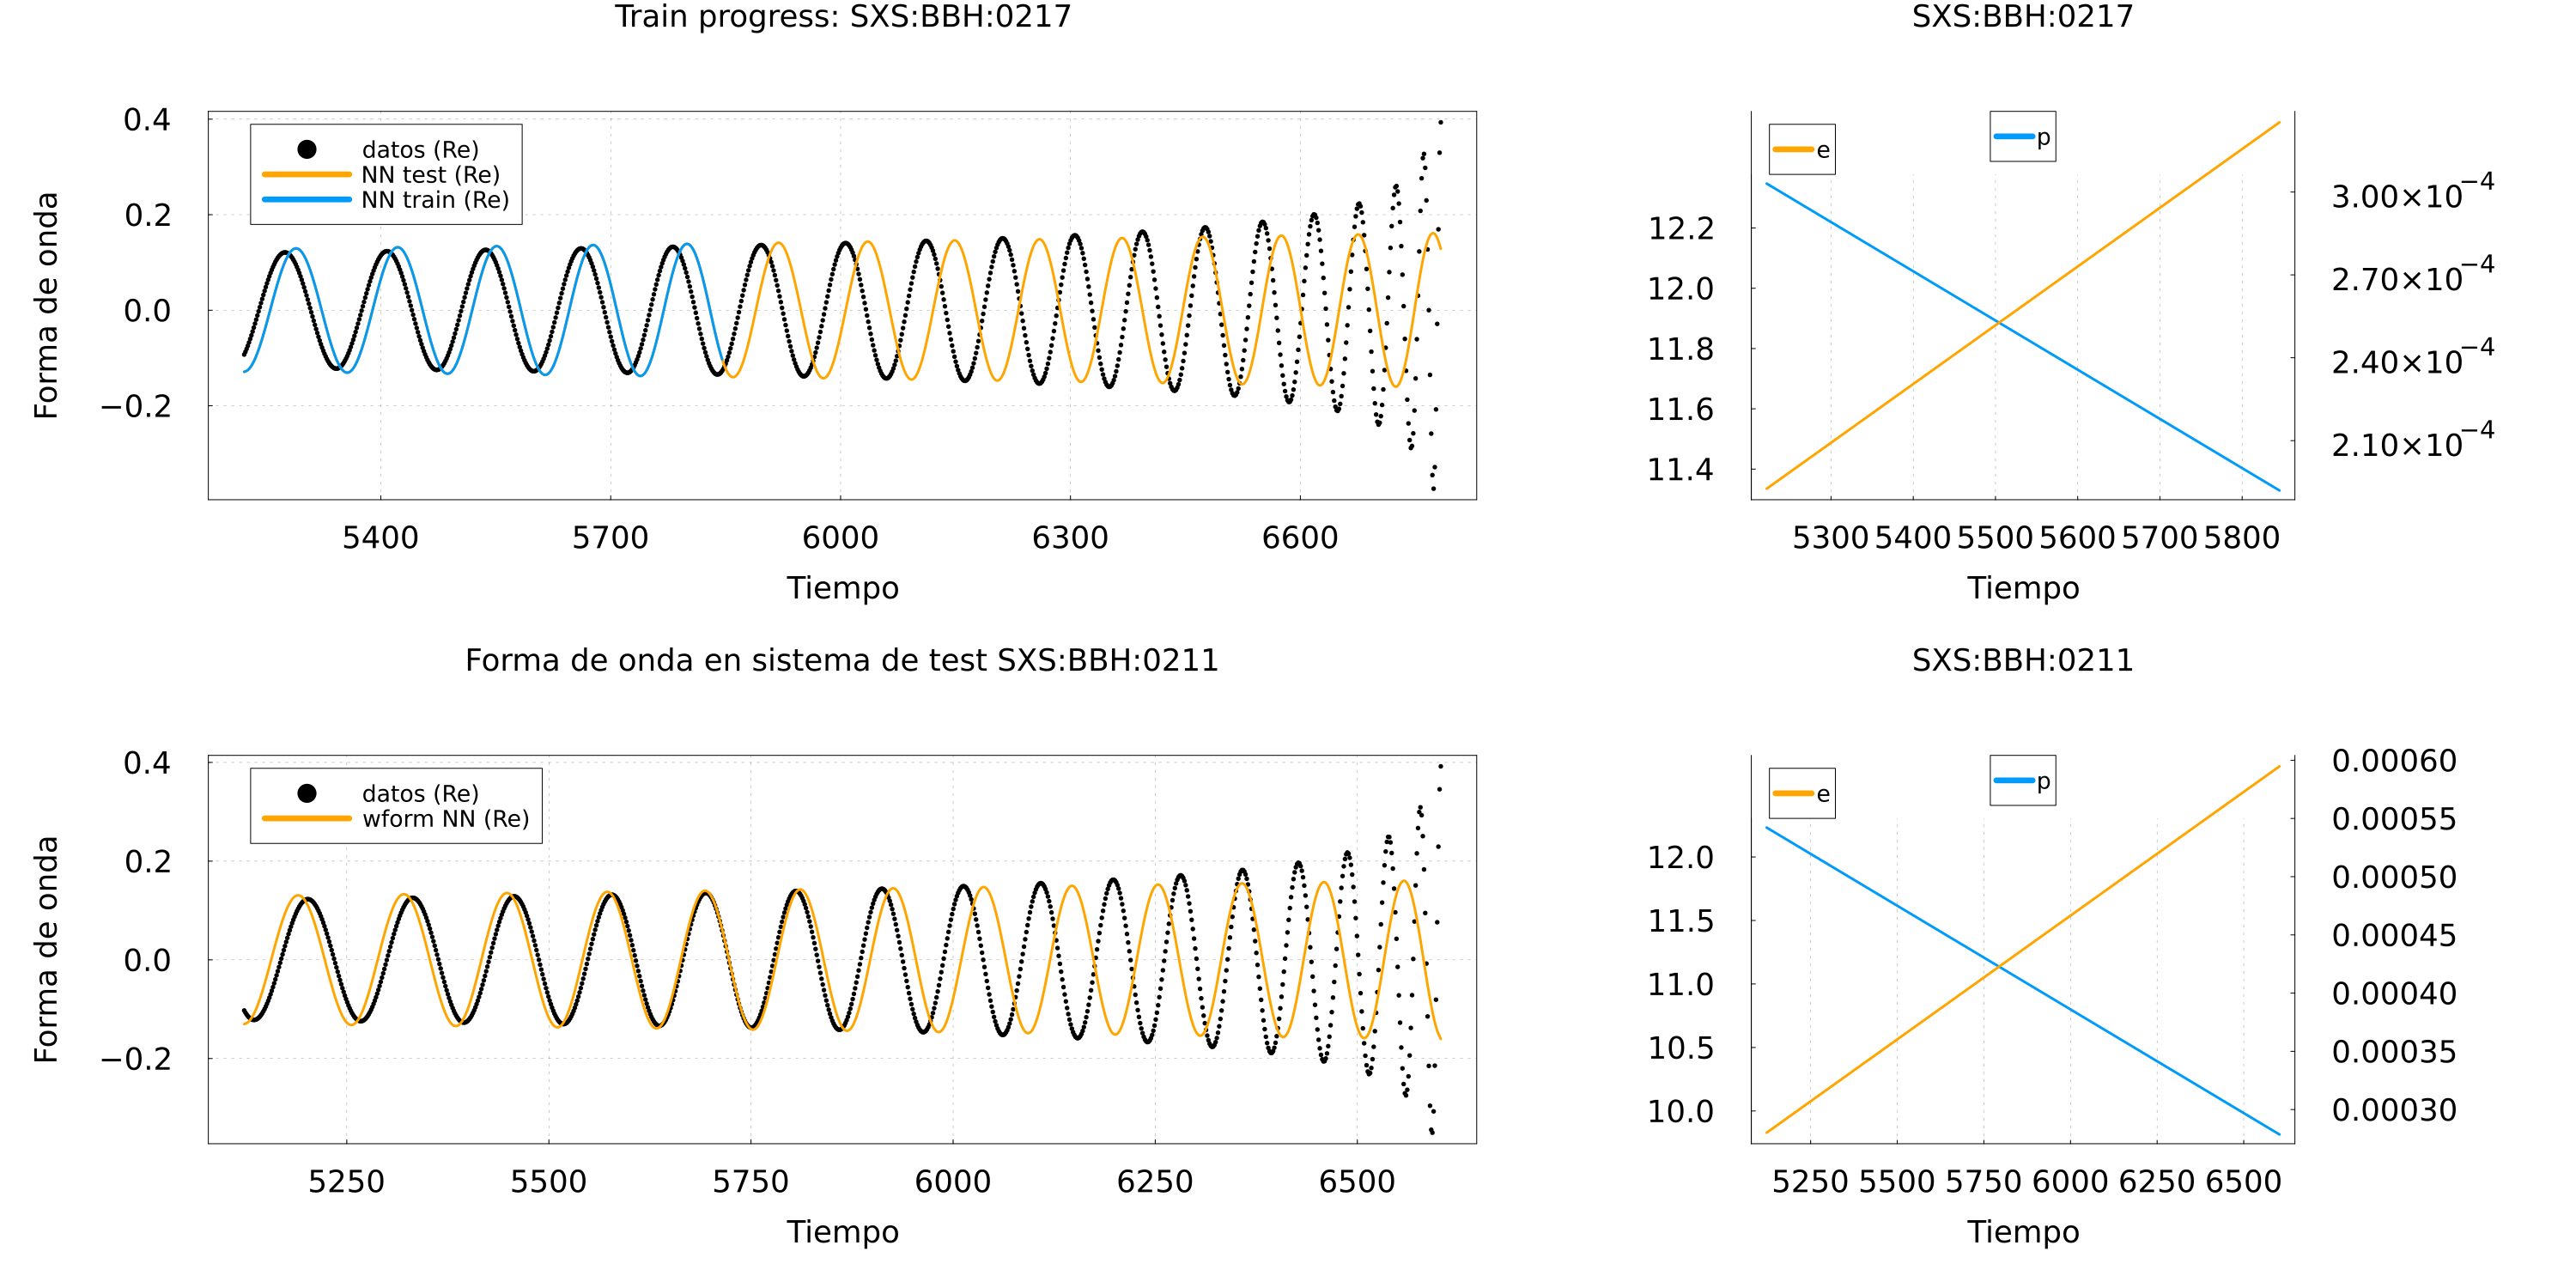 Train progress: SXS:BBH:0217
Forma de onda
0.4
0.2
0.0
−0.2
datos (Re)
NN test (Re)
NN train (Re)
5400 5700 6000 6300 6600
Tiempo
SXS:BBH:0217
e
p
12.2
12.0
11.8
11.6
11.4
3.00×10⁻⁴
2.70×10⁻⁴
2.40×10⁻⁴
2.10×10⁻⁴
5300 5400 5500 5600 5700 5800
Tiempo
Forma de onda en sistema de test SXS:BBH:0211
Forma de onda
0.4
0.2
0.0
−0.2
datos (Re)
wform NN (Re)
5250 5500 5750 6000 6250 6500
Tiempo
SXS:BBH:0211
e
p
12.0
11.5
11.0
10.5
10.0
0.00060
0.00055
0.00050
0.00045
0.00040
0.00035
0.00030
5250 5500 5750 6000 6250 6500
Tiempo